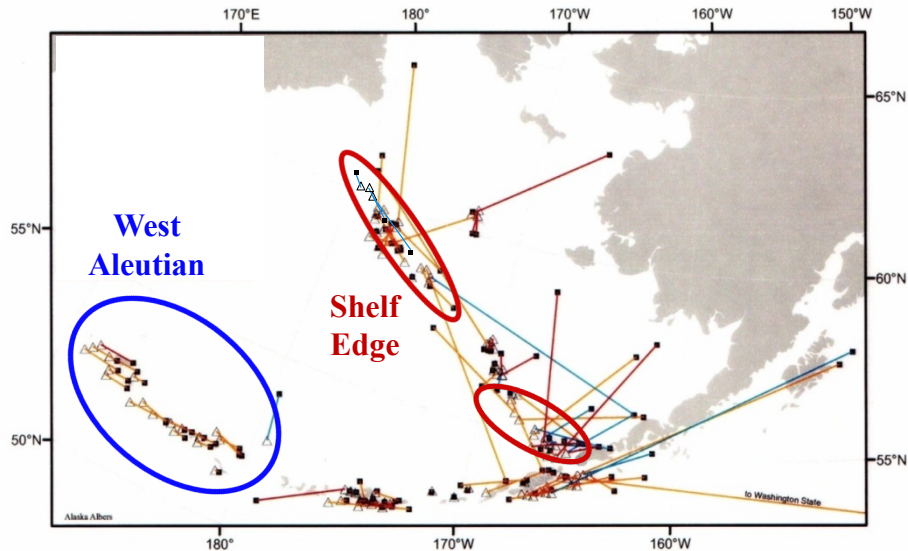 170°E 180° 170°W 160°W 150°W
65°N
55°N
West
Aleutian
60°N
Shelf
Edge
50°N
55°N
to Washington State
Alaska Albers
180° 170°W 160°W